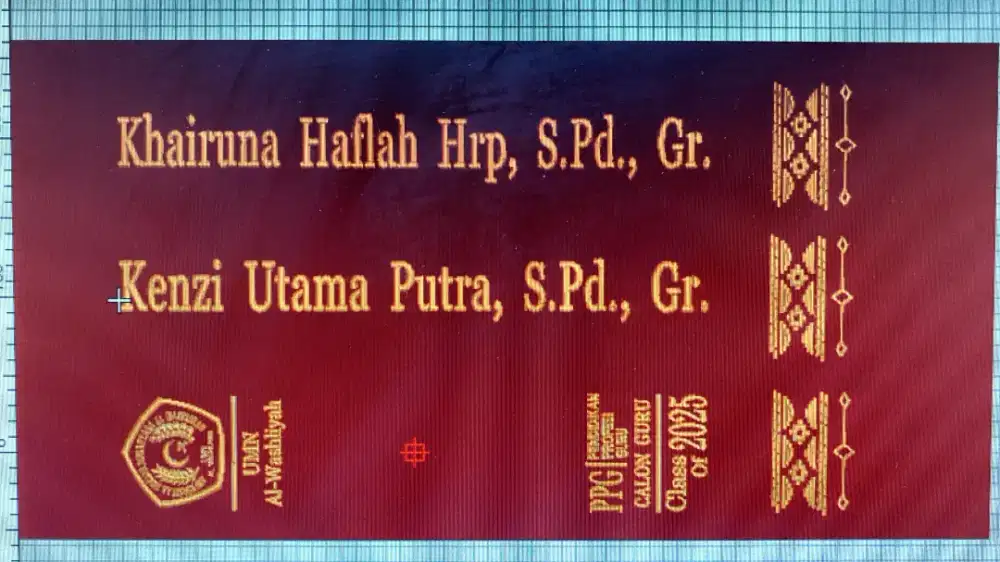 Khairuna Haflah Hrp, S.Pd., Gr.
Kenzi Utama Putra, S.Pd., Gr.
UMN
Al-Washliyah
PPG
PENDIDIKAN
PROFESI
GURU
CALON GURU
Class Of 2025